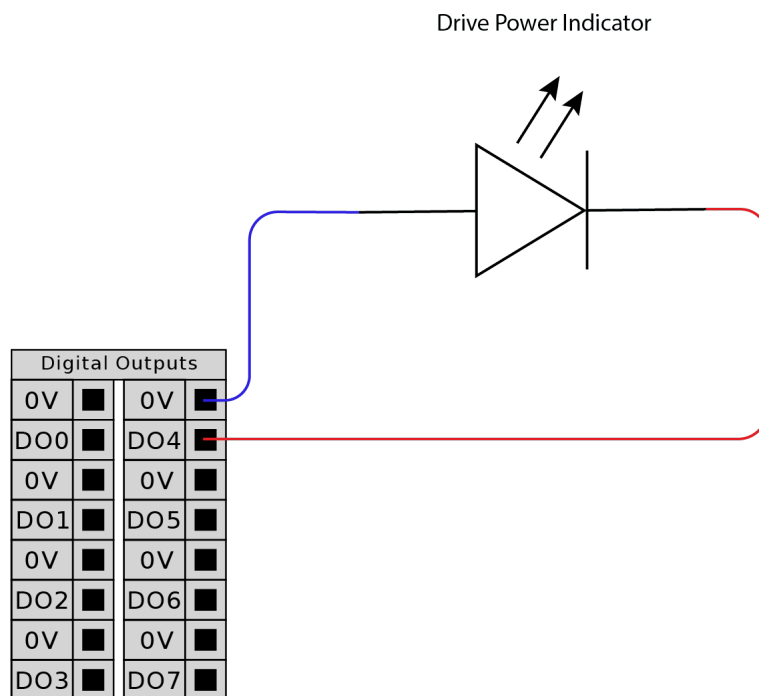 Drive Power Indicator
Digital Outputs
0V 0V
DO0 DO4
0V 0V
DO1 DO5
0V 0V
DO2 DO6
0V 0V
DO3 DO7